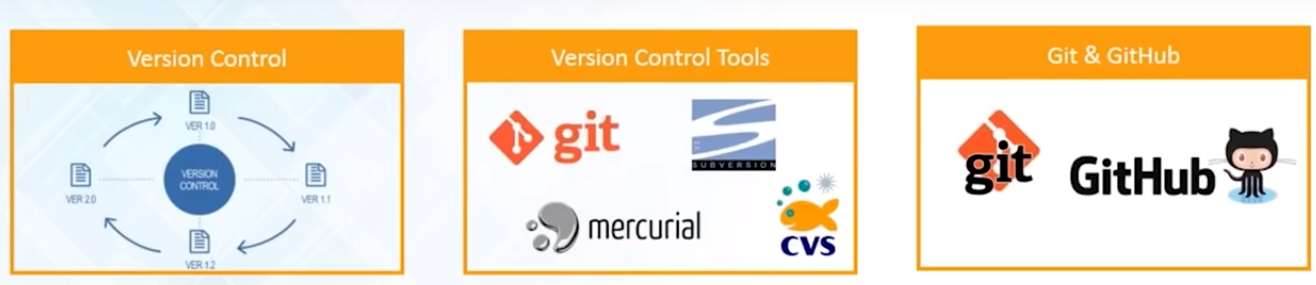 Version Control
VER 1.0
VERSION
CONTROL
VER 2.0
VER 1.1
VER 1.2
Version Control Tools
git
SUBVERSION
mercurial
CVS
Git & GitHub
git
GitHub